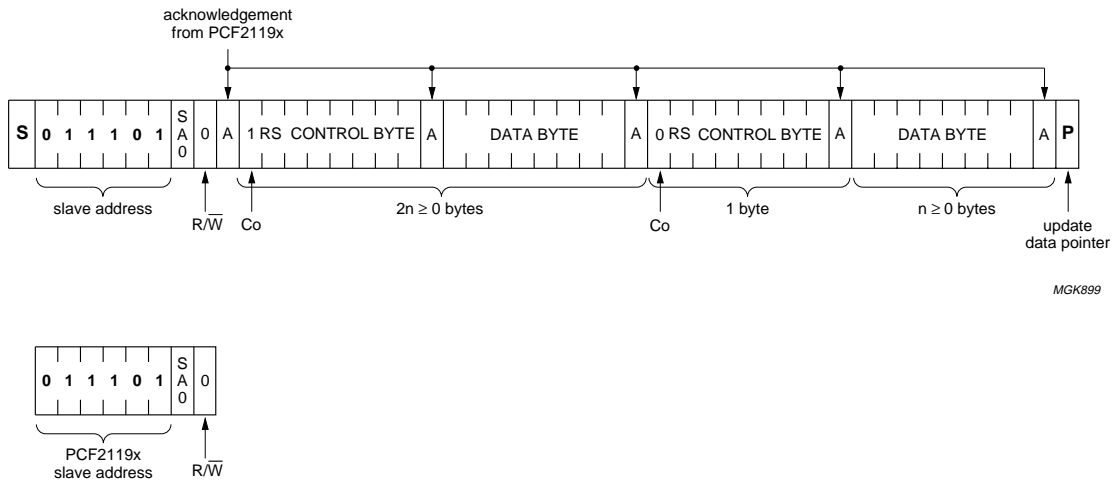 acknowledgement
from PCF2119x
S 0 1 1 1 0 1 SA0 0 A 1 RS CONTROL BYTE A DATA BYTE A 0 RS CONTROL BYTE A DATA BYTE A P
slave address
R/W̅ Co
2n ≥ 0 bytes
Co
1 byte
n ≥ 0 bytes
update
data pointer
MGK899
0 1 1 1 0 1 SA0 0
PCF2119x
slave address
R/W̅